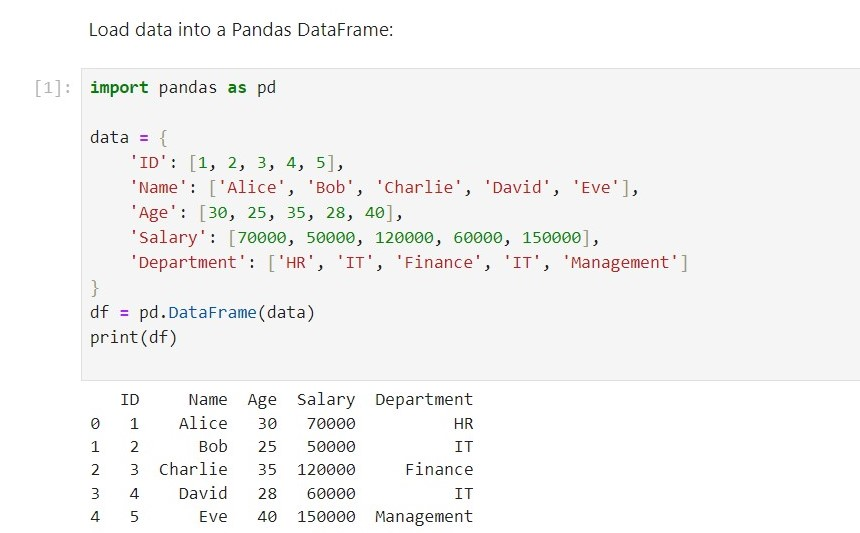 Load data into a Pandas DataFrame:
[1]: import pandas as pd
data = {
    'ID': [1, 2, 3, 4, 5],
    'Name': ['Alice', 'Bob', 'Charlie', 'David', 'Eve'],
    'Age': [30, 25, 35, 28, 40],
    'Salary': [70000, 50000, 120000, 60000, 150000],
    'Department': ['HR', 'IT', 'Finance', 'IT', 'Management']
}
df = pd.DataFrame(data)
print(df)
   ID     Name  Age  Salary  Department
0   1    Alice   30   70000          HR
1   2      Bob   25   50000          IT
2   3  Charlie   35  120000     Finance
3   4    David   28   60000          IT
4   5      Eve   40  150000  Management